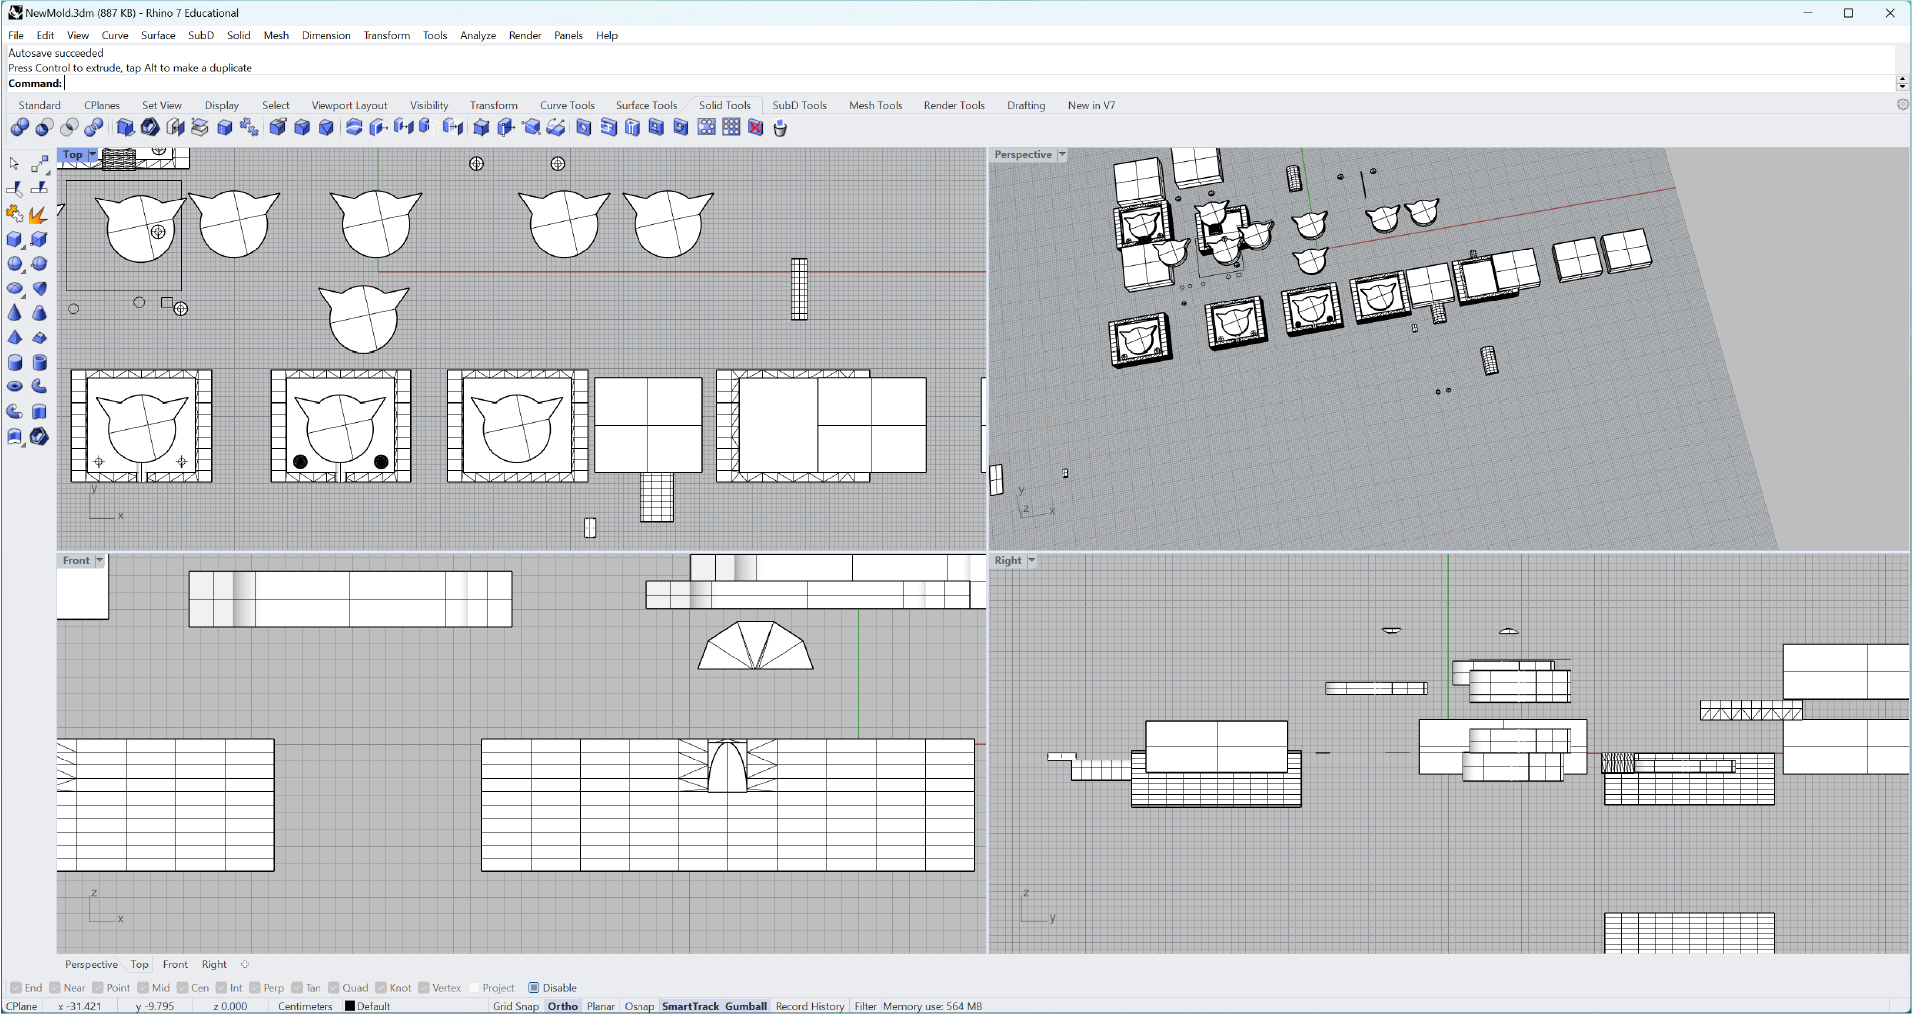 NewMold.3dm (887 KB) - Rhino 7 Educational
File Edit View Curve Surface SubD Solid Mesh Dimension Transform Tools Analyze Render Panels Help
Autosave succeeded
Press Control to extrude, tap Alt to make a duplicate
Command:
Standard CPlanes Set View Display Select Viewport Layout Visibility Transform Curve Tools Surface Tools Solid Tools SubD Tools Mesh Tools Render Tools Drafting New in V7
Top
Perspective
y
x
y
z
x
Front
Right
z
x
z
y
Perspective Top Front Right
End Near Point Mid Cen Int Perp Tan Quad Knot Vertex Project Disable
CPlane x -31.421 y -9.795 z 0.000 Centimeters Default Grid Snap Ortho Planar Osnap SmartTrack Gumball Record History Filter Memory use: 564 MB